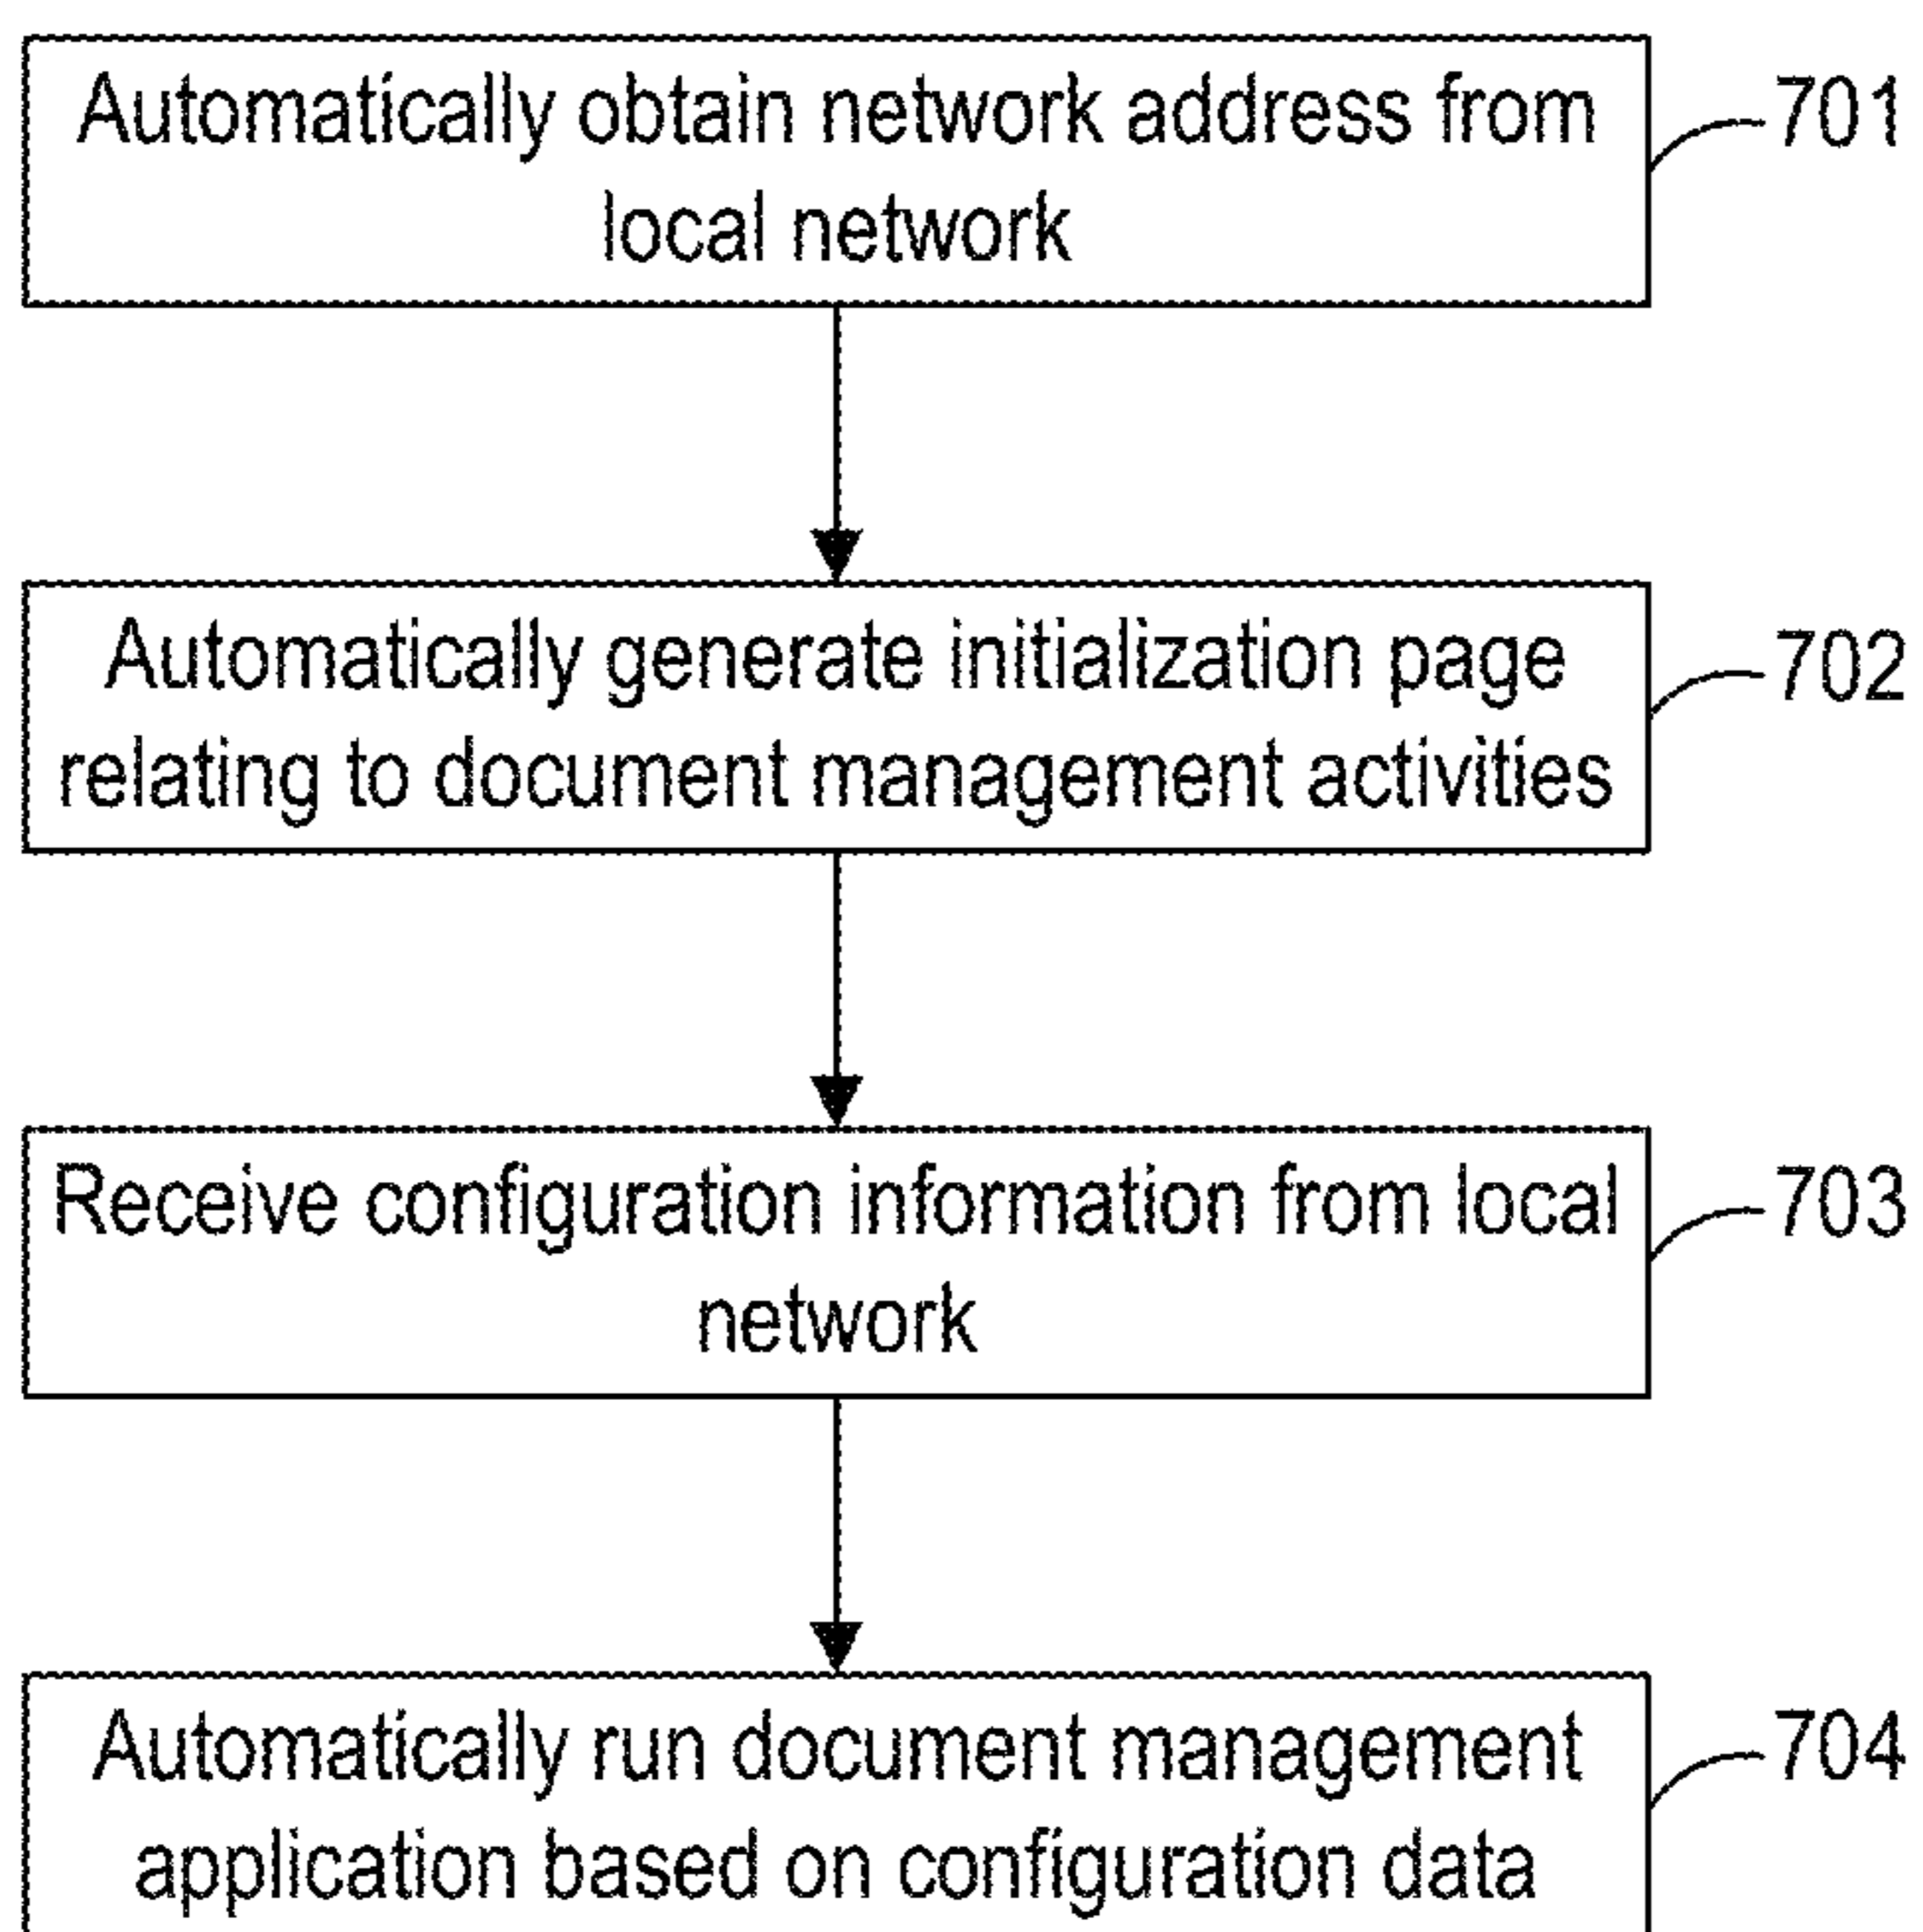 Automatically obtain network address from
local network
701
Automatically generate initialization page
relating to document management activities
702
Receive configuration information from local
network
703
Automatically run document management
application based on configuration data
704